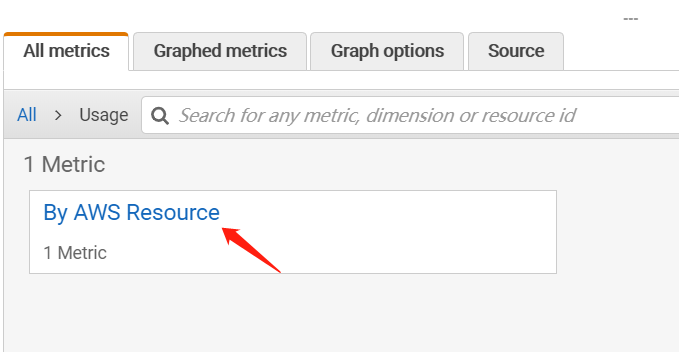 ---
All metrics Graphed metrics Graph options Source
All > Usage Search for any metric, dimension or resource id
1 Metric
By AWS Resource
1 Metric